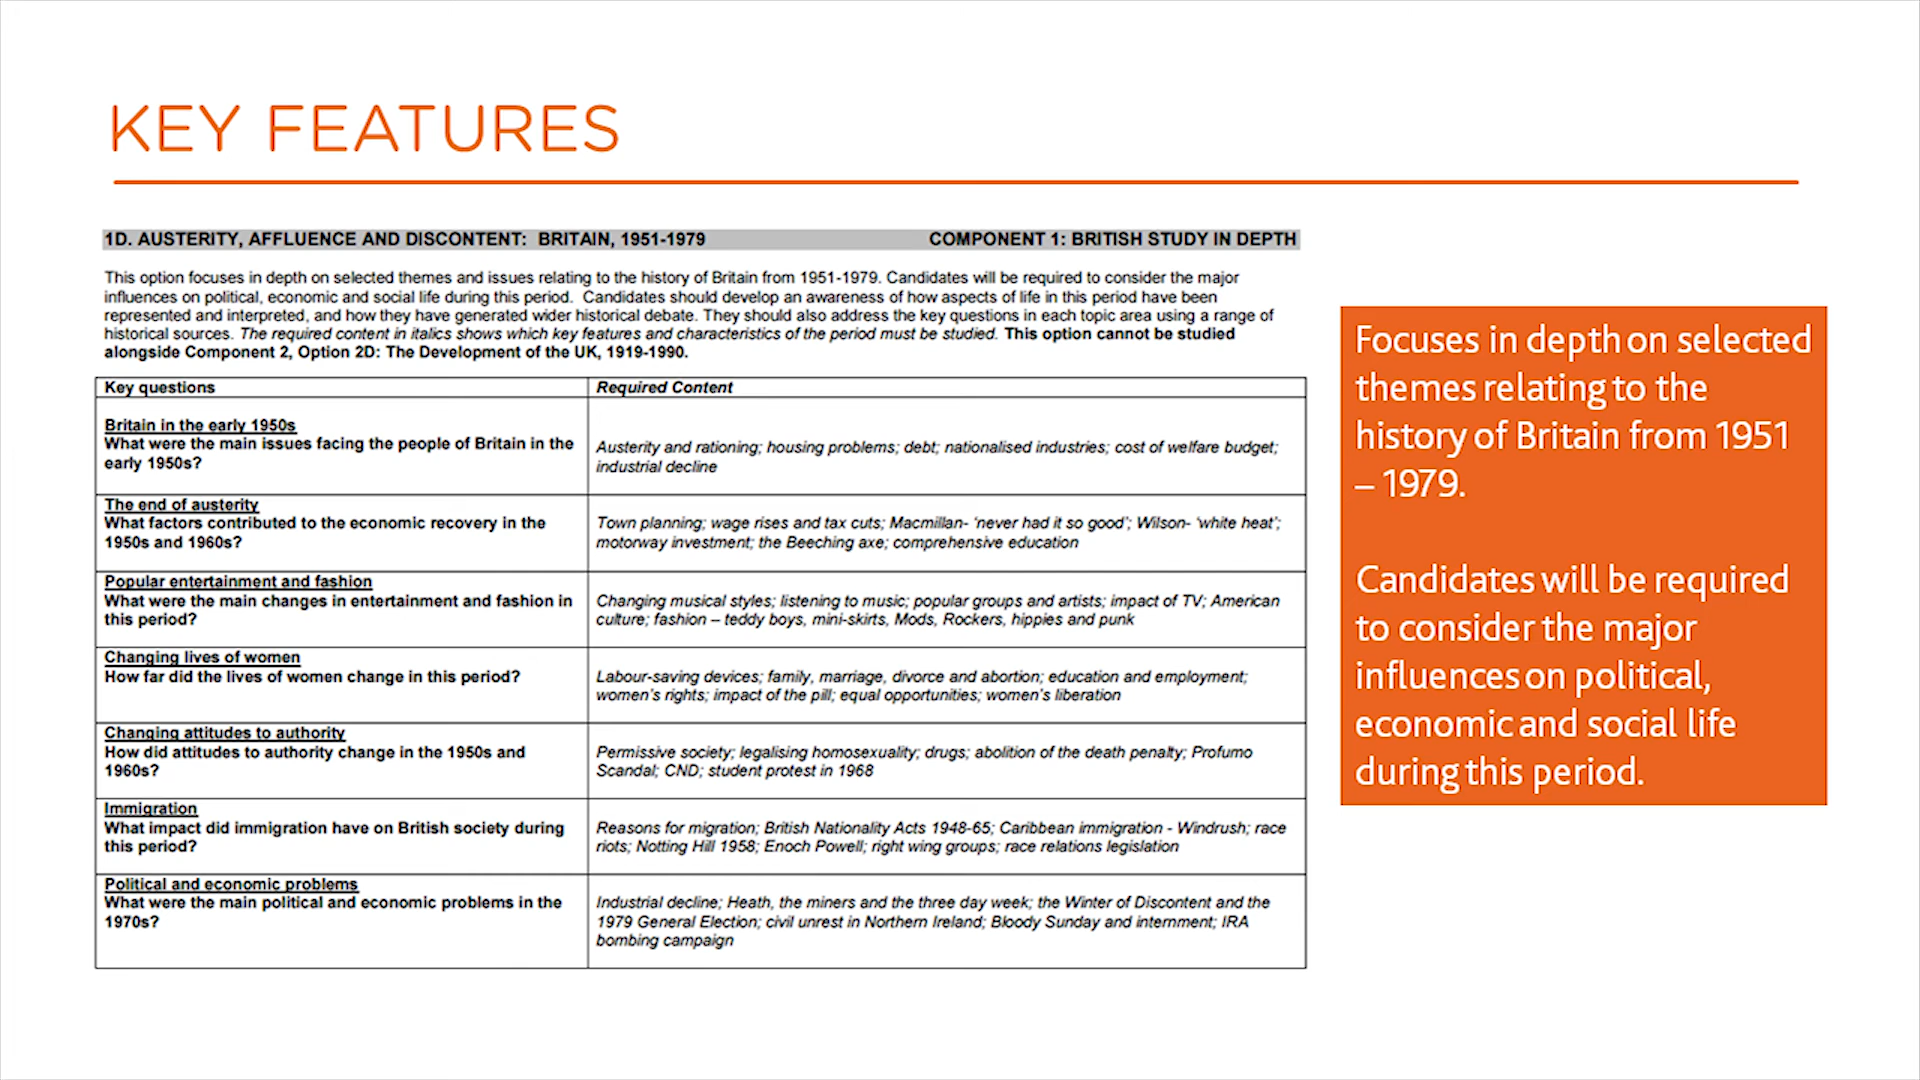 KEY FEATURES
1D. AUSTERITY, AFFLUENCE AND DISCONTENT: BRITAIN, 1951-1979 COMPONENT 1: BRITISH STUDY IN DEPTH
This option focuses in depth on selected themes and issues relating to the history of Britain from 1951-1979. Candidates will be required to consider the major
influences on political, economic and social life during this period. Candidates should develop an awareness of how aspects of life in this period have been
represented and interpreted, and how they have generated wider historical debate. They should also address the key questions in each topic area using a range of
historical sources. The required content in italics shows which key features and characteristics of the period must be studied. This option cannot be studied
alongside Component 2, Option 2D: The Development of the UK, 1919-1990.
Key questions
Required Content
Britain in the early 1950s
What were the main issues facing the people of Britain in the
early 1950s?
Austerity and rationing; housing problems; debt; nationalised industries; cost of welfare budget;
industrial decline
The end of austerity
What factors contributed to the economic recovery in the
1950s and 1960s?
Town planning; wage rises and tax cuts; Macmillan- ‘never had it so good’; Wilson- ‘white heat’;
motorway investment; the Beeching axe; comprehensive education
Popular entertainment and fashion
What were the main changes in entertainment and fashion in
this period?
Changing musical styles; listening to music; popular groups and artists; impact of TV; American
culture; fashion – teddy boys, mini-skirts, Mods, Rockers, hippies and punk
Changing lives of women
How far did the lives of women change in this period?
Labour-saving devices; family, marriage, divorce and abortion; education and employment;
women’s rights; impact of the pill; equal opportunities; women’s liberation
Changing attitudes to authority
How did attitudes to authority change in the 1950s and
1960s?
Permissive society; legalising homosexuality; drugs; abolition of the death penalty; Profumo
Scandal; CND; student protest in 1968
Immigration
What impact did immigration have on British society during
this period?
Reasons for migration; British Nationality Acts 1948-65; Caribbean immigration - Windrush; race
riots; Notting Hill 1958; Enoch Powell; right wing groups; race relations legislation
Political and economic problems
What were the main political and economic problems in the
1970s?
Industrial decline; Heath, the miners and the three day week; the Winter of Discontent and the
1979 General Election; civil unrest in Northern Ireland; Bloody Sunday and internment; IRA
bombing campaign
Focuses in depth on selected
themes relating to the
history of Britain from 1951
– 1979.
Candidates will be required
to consider the major
influences on political,
economic and social life
during this period.